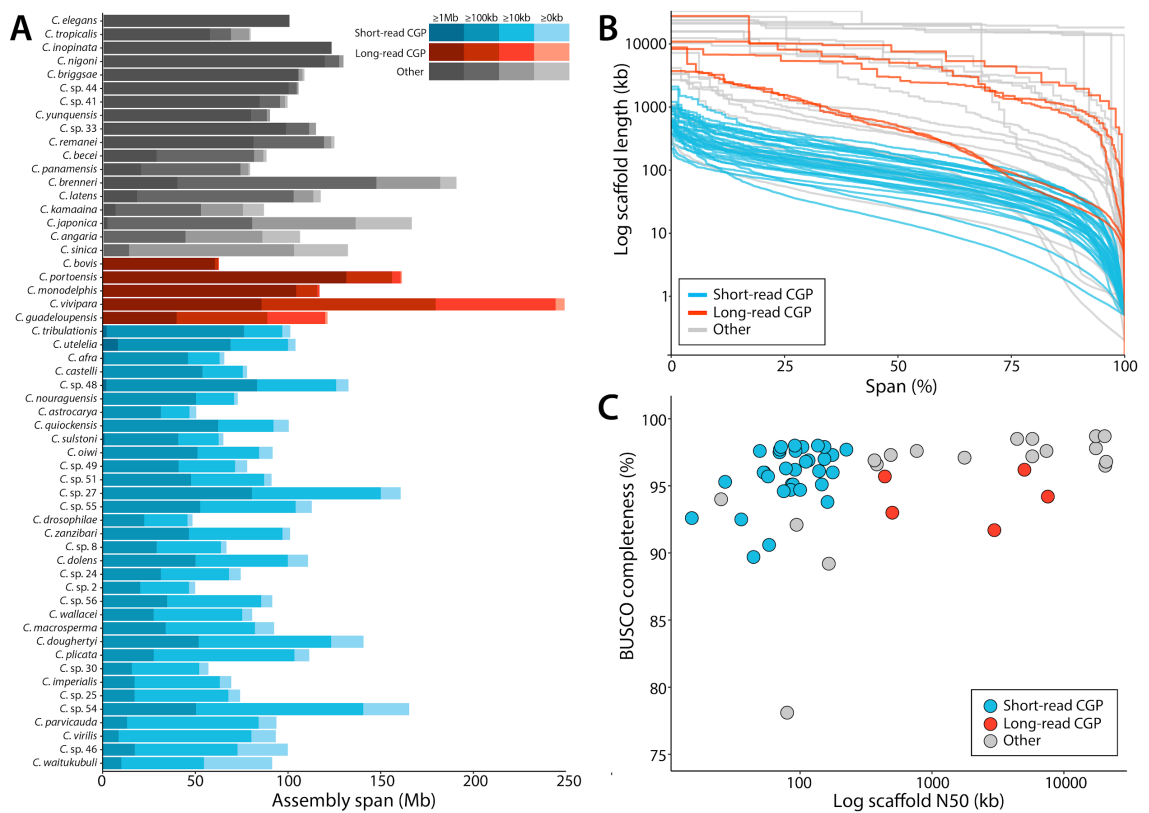 A
≥1Mb ≥100kb ≥10kb ≥0kb
Short-read CGP
Long-read CGP
Other
C. elegans
C. tropicalis
C. inopinata
C. nigoni
C. briggsae
C. sp. 44
C. sp. 41
C. yunquensis
C. sp. 33
C. remanei
C. becei
C. panamensis
C. brenneri
C. latens
C. kamaaina
C. japonica
C. angaria
C. sinica
C. bovis
C. portoensis
C. monodelphis
C. vivipara
C. guadeloupensis
C. tribulationis
C. utelelia
C. afra
C. castelli
C. sp. 48
C. nouraguensis
C. astrocarya
C. quiockensis
C. sulstoni
C. oiwi
C. sp. 49
C. sp. 51
C. sp. 27
C. sp. 55
C. drosophilae
C. zanzibari
C. sp. 8
C. dolens
C. sp. 24
C. sp. 2
C. sp. 56
C. wallacei
C. macrosperma
C. doughertyi
C. plicata
C. sp. 30
C. imperialis
C. sp. 25
C. sp. 54
C. parvicauda
C. virilis
C. sp. 46
C. waitukubuli
0 50 100 150 200 250
Assembly span (Mb)
B
Log scaffold length (kb)
10000
1000
100
10
1
Short-read CGP
Long-read CGP
Other
0 25 50 75 100
Span (%)
C
BUSCO completeness (%)
100
95
90
85
80
75
Short-read CGP
Long-read CGP
Other
100 1000 10000
Log scaffold N50 (kb)